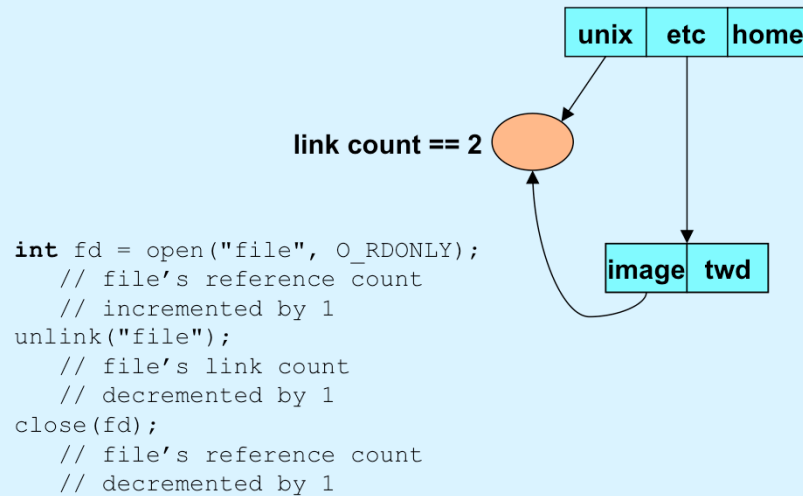 unix etc home
link count == 2
image twd
int fd = open("file", O_RDONLY);
// file's reference count
// incremented by 1
unlink("file");
// file's link count
// decremented by 1
close(fd);
// file's reference count
// decremented by 1